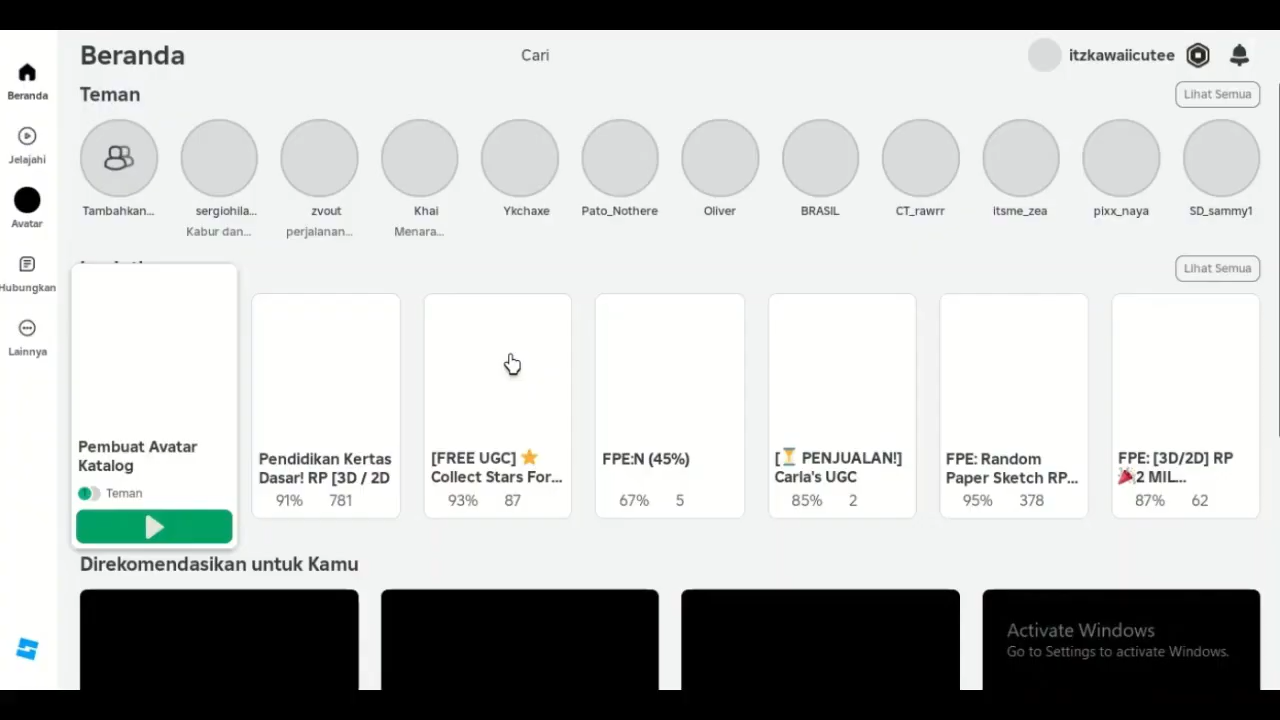 Beranda
Cari
itzkawaiicutee
Beranda
Jelajahi
Avatar
Hubungkan
Lainnya
Teman
Lihat Semua
Tambahkan...
sergiohila...
zvout
Khai
Ykchaxe
Pato_Nothere
Oliver
BRASIL
CT_rawrr
itsme_zea
pixx_naya
SD_sammy1
Kabur dan...
perjalanan...
Menara...
Lihat Semua
Pembuat Avatar
Katalog
Teman
Pendidikan Kertas
Dasar! RP [3D / 2D
91% 781
[FREE UGC] ⭐
Collect Stars For...
93% 87
FPE:N (45%)
67% 5
[⏳ PENJUALAN!]
Carla's UGC
85% 2
FPE: Random
Paper Sketch RP...
95% 378
FPE: [3D/2D] RP
🎉2 MIL...
87% 62
Direkomendasikan untuk Kamu
Activate Windows
Go to Settings to activate Windows.